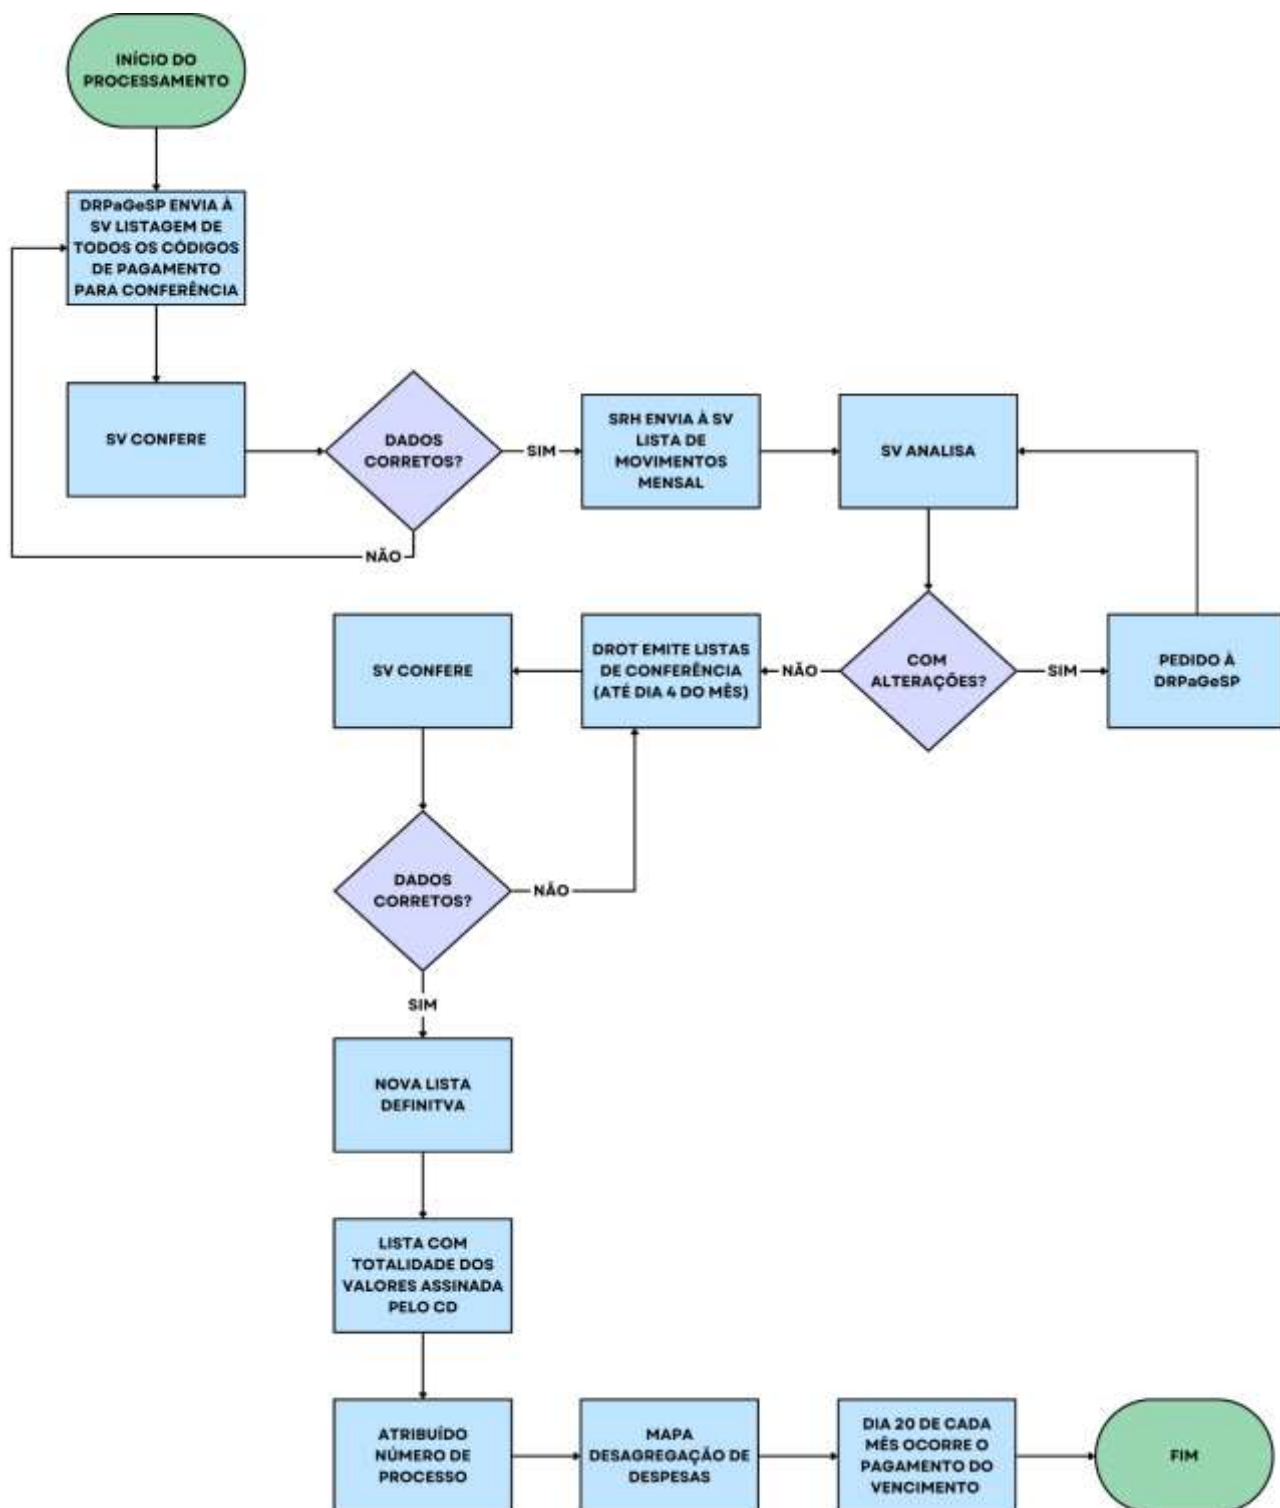 INÍCIO DO
PROCESSAMENTO
DRPaGeSP ENVIA À
SV LISTAGEM DE
TODOS OS CÓDIGOS
DE PAGAMENTO
PARA CONFERÊNCIA
SV CONFERE
DADOS
CORRETOS?
SIM
NÃO
SRH ENVIA À SV
LISTA DE
MOVIMENTOS
MENSAL
SV ANALISA
COM
ALTERAÇÕES?
SIM
PEDIDO À
DRPaGeSP
NÃO
DROT EMITE LISTAS
DE CONFERÊNCIA
(ATÉ DIA 4 DO MÊS)
SV CONFERE
DADOS
CORRETOS?
NÃO
SIM
NOVA LISTA
DEFINITVA
LISTA COM
TOTALIDADE DOS
VALORES ASSINADA
PELO CD
ATRIBUÍDO
NÚMERO DE
PROCESSO
MAPA
DESAGREGAÇÃO DE
DESPESAS
DIA 20 DE CADA
MÊS OCORRE O
PAGAMENTO DO
VENCIMENTO
FIM